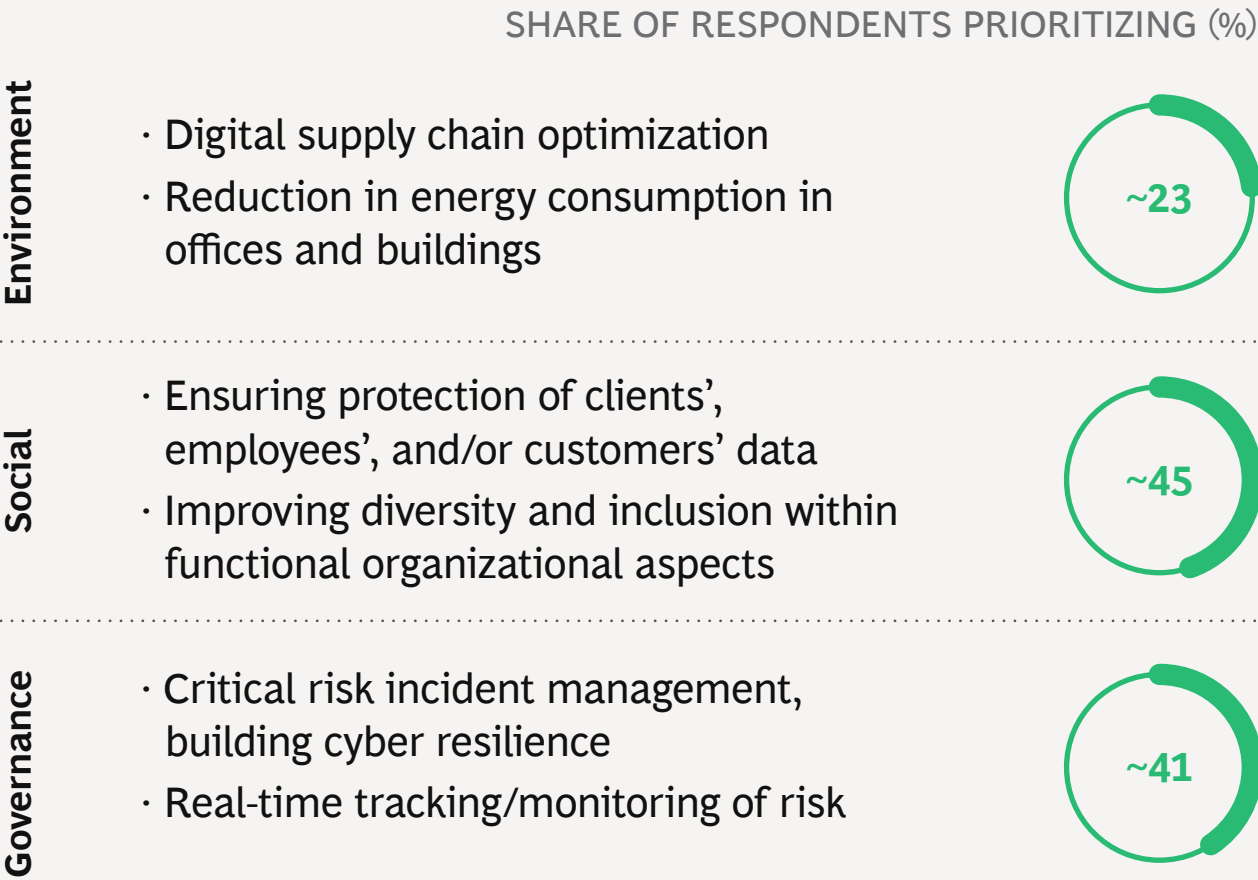 SHARE OF RESPONDENTS PRIORITIZING (%)
Environment
· Digital supply chain optimization
· Reduction in energy consumption in
offices and buildings
~23
Social
· Ensuring protection of clients’,
employees’, and/or customers’ data
· Improving diversity and inclusion within
functional organizational aspects
~45
Governance
· Critical risk incident management,
building cyber resilience
· Real-time tracking/monitoring of risk
~41